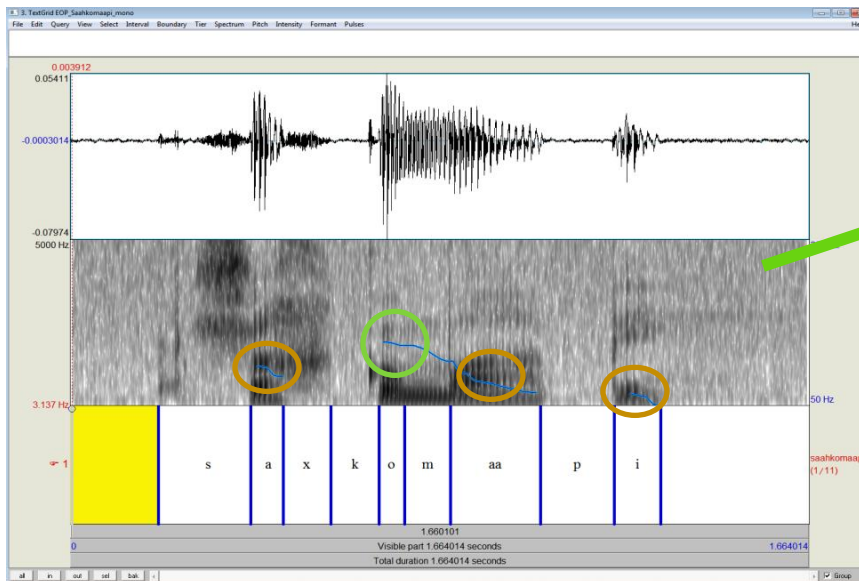 3. TextGrid EOP_Saahkomaapi_mono
File Edit Query View Select Interval Boundary Tier Spectrum Pitch Intensity Formant Pulses He
0.003912
0.05411
-0.0003014
-0.07974
5000 Hz
3.137 Hz
50 Hz
1
s a x k o m aa p i
saahkomaap
(1/11)
1.660101
0 Visible part 1.664014 seconds 1.664014
Total duration 1.664014 seconds
all in out sel bak Group